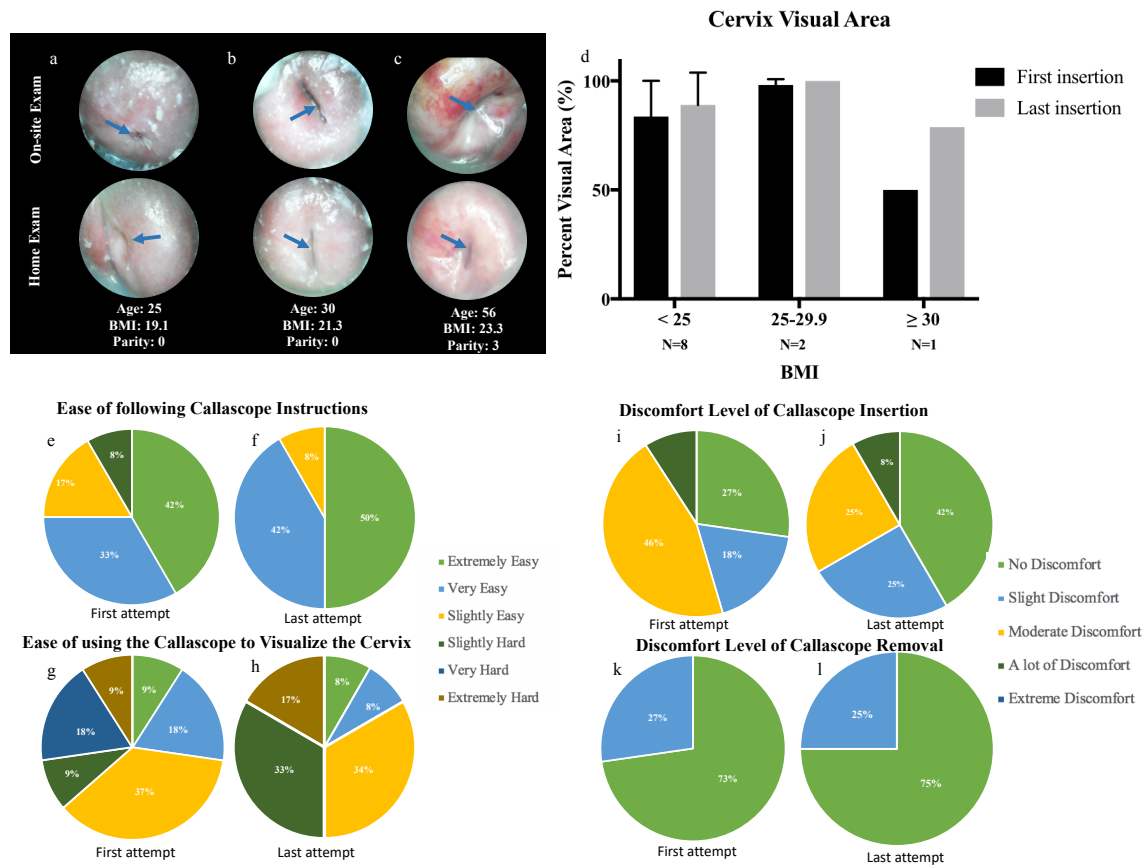 a
b
c
On-site Exam
Home Exam
Age: 25
BMI: 19.1
Parity: 0
Age: 30
BMI: 21.3
Parity: 0
Age: 56
BMI: 23.3
Parity: 3
Cervix Visual Area
d
Percent Visual Area (%)
100
50
0
< 25
N=8
25-29.9
N=2
≥ 30
N=1
BMI
First insertion
Last insertion
Ease of following Callascope Instructions
e
8%
17%
42%
33%
First attempt
f
8%
42%
50%
Last attempt
Ease of using the Callascope to Visualize the Cervix
g
9%
9%
18%
18%
9%
37%
First attempt
h
8%
17%
8%
33%
34%
Last attempt
Extremely Easy
Very Easy
Slightly Easy
Slightly Hard
Very Hard
Extremely Hard
Discomfort Level of Callascope Insertion
i
27%
46%
18%
First attempt
j
8%
25%
42%
25%
Last attempt
Discomfort Level of Callascope Removal
k
27%
73%
First attempt
l
25%
75%
Last attempt
No Discomfort
Slight Discomfort
Moderate Discomfort
A lot of Discomfort
Extreme Discomfort